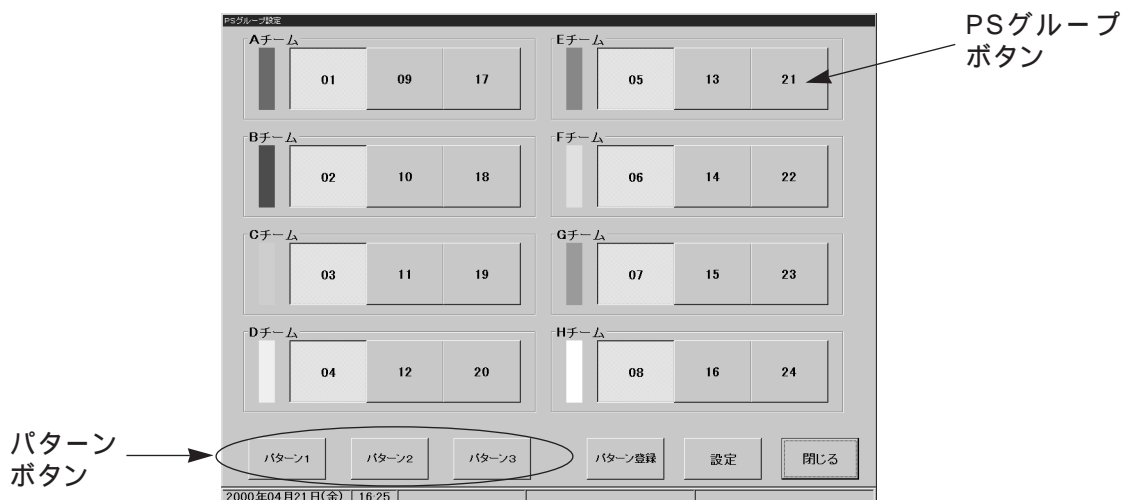 PSグループ設定
PSグループ
ボタン
Aチーム
01 09 17
Eチーム
05 13 21
Bチーム
02 10 18
Fチーム
06 14 22
Cチーム
03 11 19
Gチーム
07 15 23
Dチーム
04 12 20
Hチーム
08 16 24
パターン
ボタン
パターン1 パターン2 パターン3 パターン登録 設定 閉じる
2000年04月21日(金) 16:25